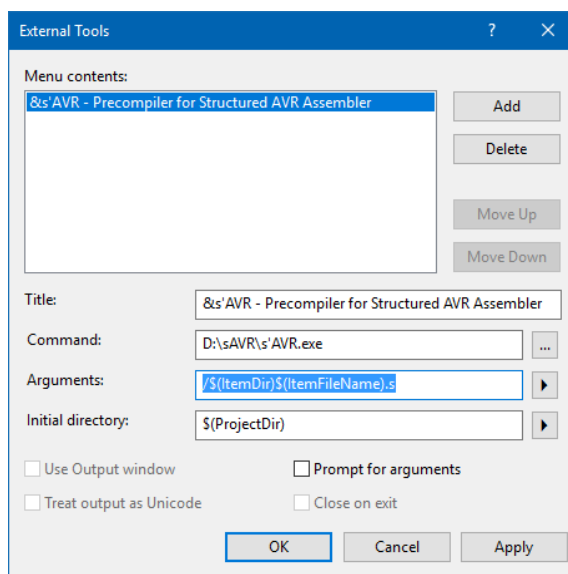 External Tools
Menu contents:
&s'AVR - Precompiler for Structured AVR Assembler
Add
Delete
Move Up
Move Down
Title: &s'AVR - Precompiler for Structured AVR Assembler
Command: D:\sAVR\s'AVR.exe ...
Arguments: /$(ItemDir)$(ItemFileName).s
Initial directory: $(ProjectDir)
Use Output window Prompt for arguments
Treat output as Unicode Close on exit
OK Cancel Apply